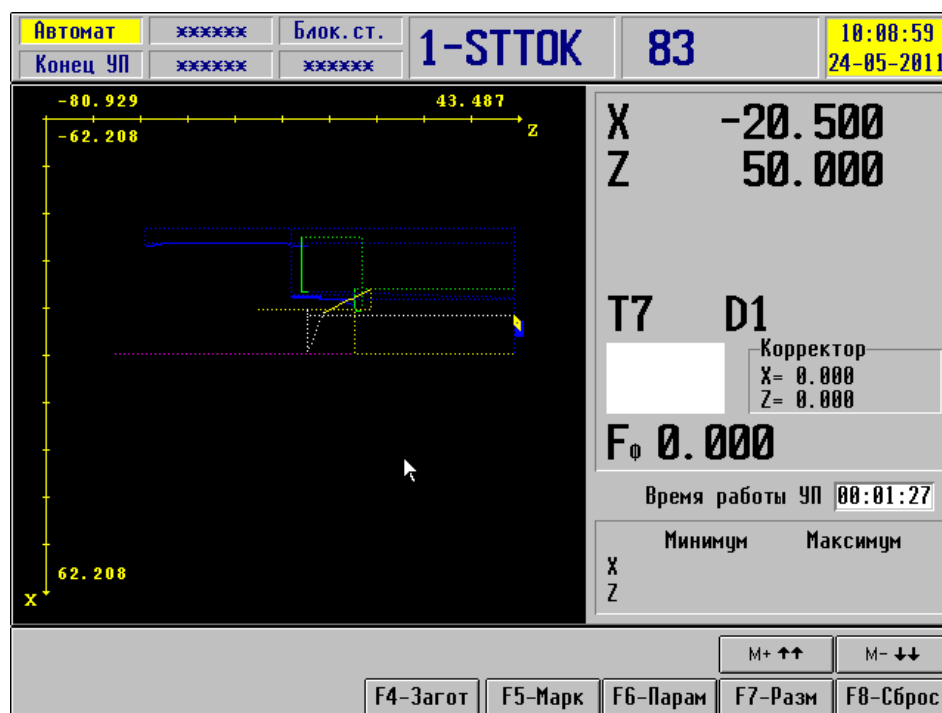 Автомат ****** Блок.ст. 1-STTOK 83 10:08:59
Конец УП ****** ****** 24-05-2011
-80.929 43.487
Z
-62.208
62.208
X
X -20.500
Z 50.000
T7 D1
Корректор
X= 0.000
Z= 0.000
Fφ 0.000
Время работы УП 00:01:27
Минимум Максимум
X
Z
M+ ↑↑ M- ↓↓
F4-Загот F5-Марк F6-Парам F7-Разм F8-Сброс